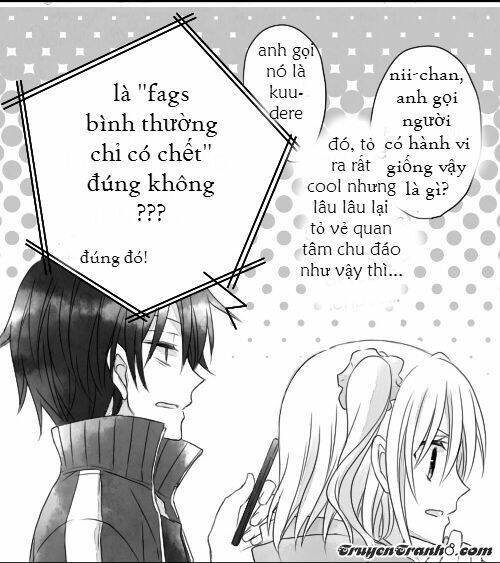 nii-chan,
anh gọi
người
có hành vi
giống vậy
là gì?
đó, tỏ
ra rất
cool nhưng
lâu lâu lại
tỏ vẻ quan
tâm chu đáo
như vậy thì...
anh gọi
nó là
kuu-
dere
là "fags
bình thường
chỉ có chết"
đúng không
???
đúng đó!
TruyenTranh8.com